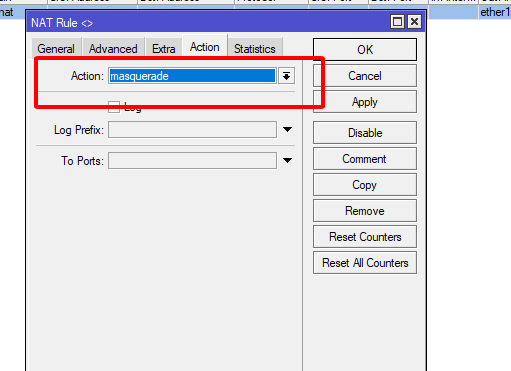 nat
ether1
NAT Rule <>
General Advanced Extra Action Statistics
Action: masquerade
Log
Log Prefix:
To Ports:
OK
Cancel
Apply
Disable
Comment
Copy
Remove
Reset Counters
Reset All Counters